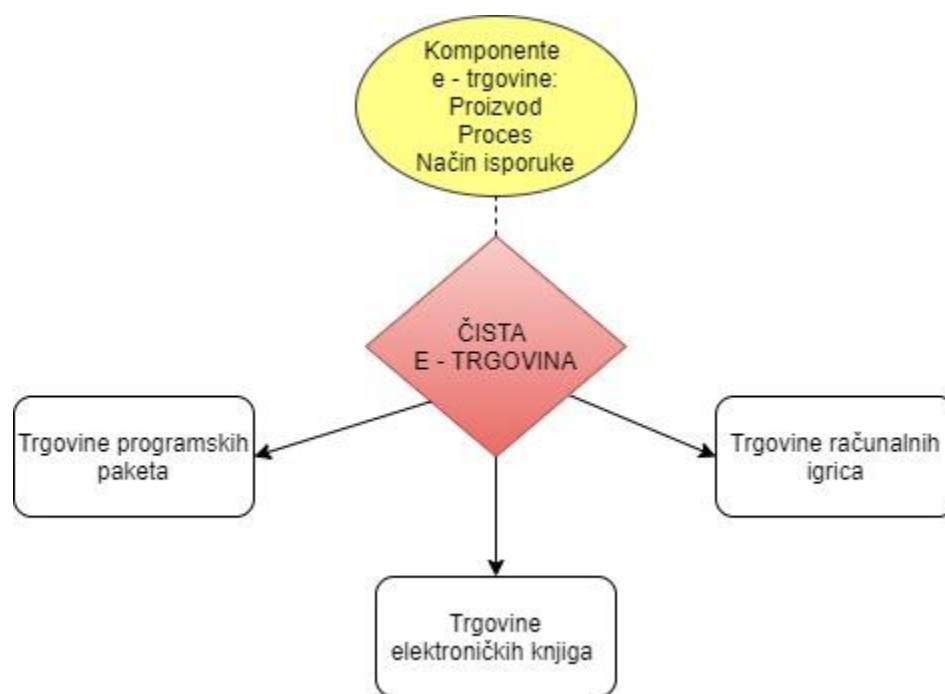 Komponente
e - trgovine:
Proizvod
Proces
Način isporuke
ČISTA
E - TRGOVINA
Trgovine programskih
paketa
Trgovine računalnih
igrica
Trgovine
elektroničkih knjiga